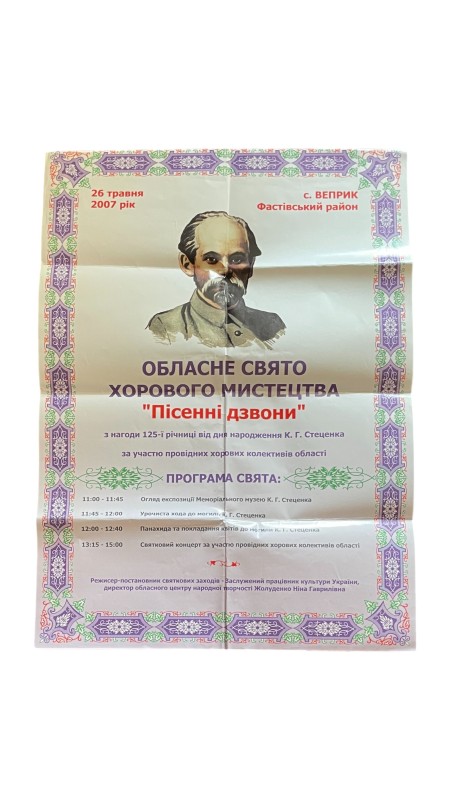 26 травня
2007 рік
с. ВЕПРИК
Фастівський район
ОБЛАСНЕ СВЯТО
ХОРОВОГО МИСТЕЦТВА
"Пісенні дзвони"
з нагоди 125-ї річниці від дня народження К. Г. Стеценка
за участю провідних хорових колективів області
ПРОГРАМА СВЯТА:
11:00 - 11:45 Огляд експозиції Меморіального музею К. Г. Стеценка
11:45 - 12:00 Урочиста хода до могили К. Г. Стеценка
12:00 - 12:40 Панахида та покладання квітів до могили К. Г. Стеценка
13:15 - 15:00 Святковий концерт за участю провідних хорових колективів області
Режисер-постановник святкових заходів - Заслужений працівник культури України,
директор обласного центру народної творчості Жолуденко Ніна Гаврилівна